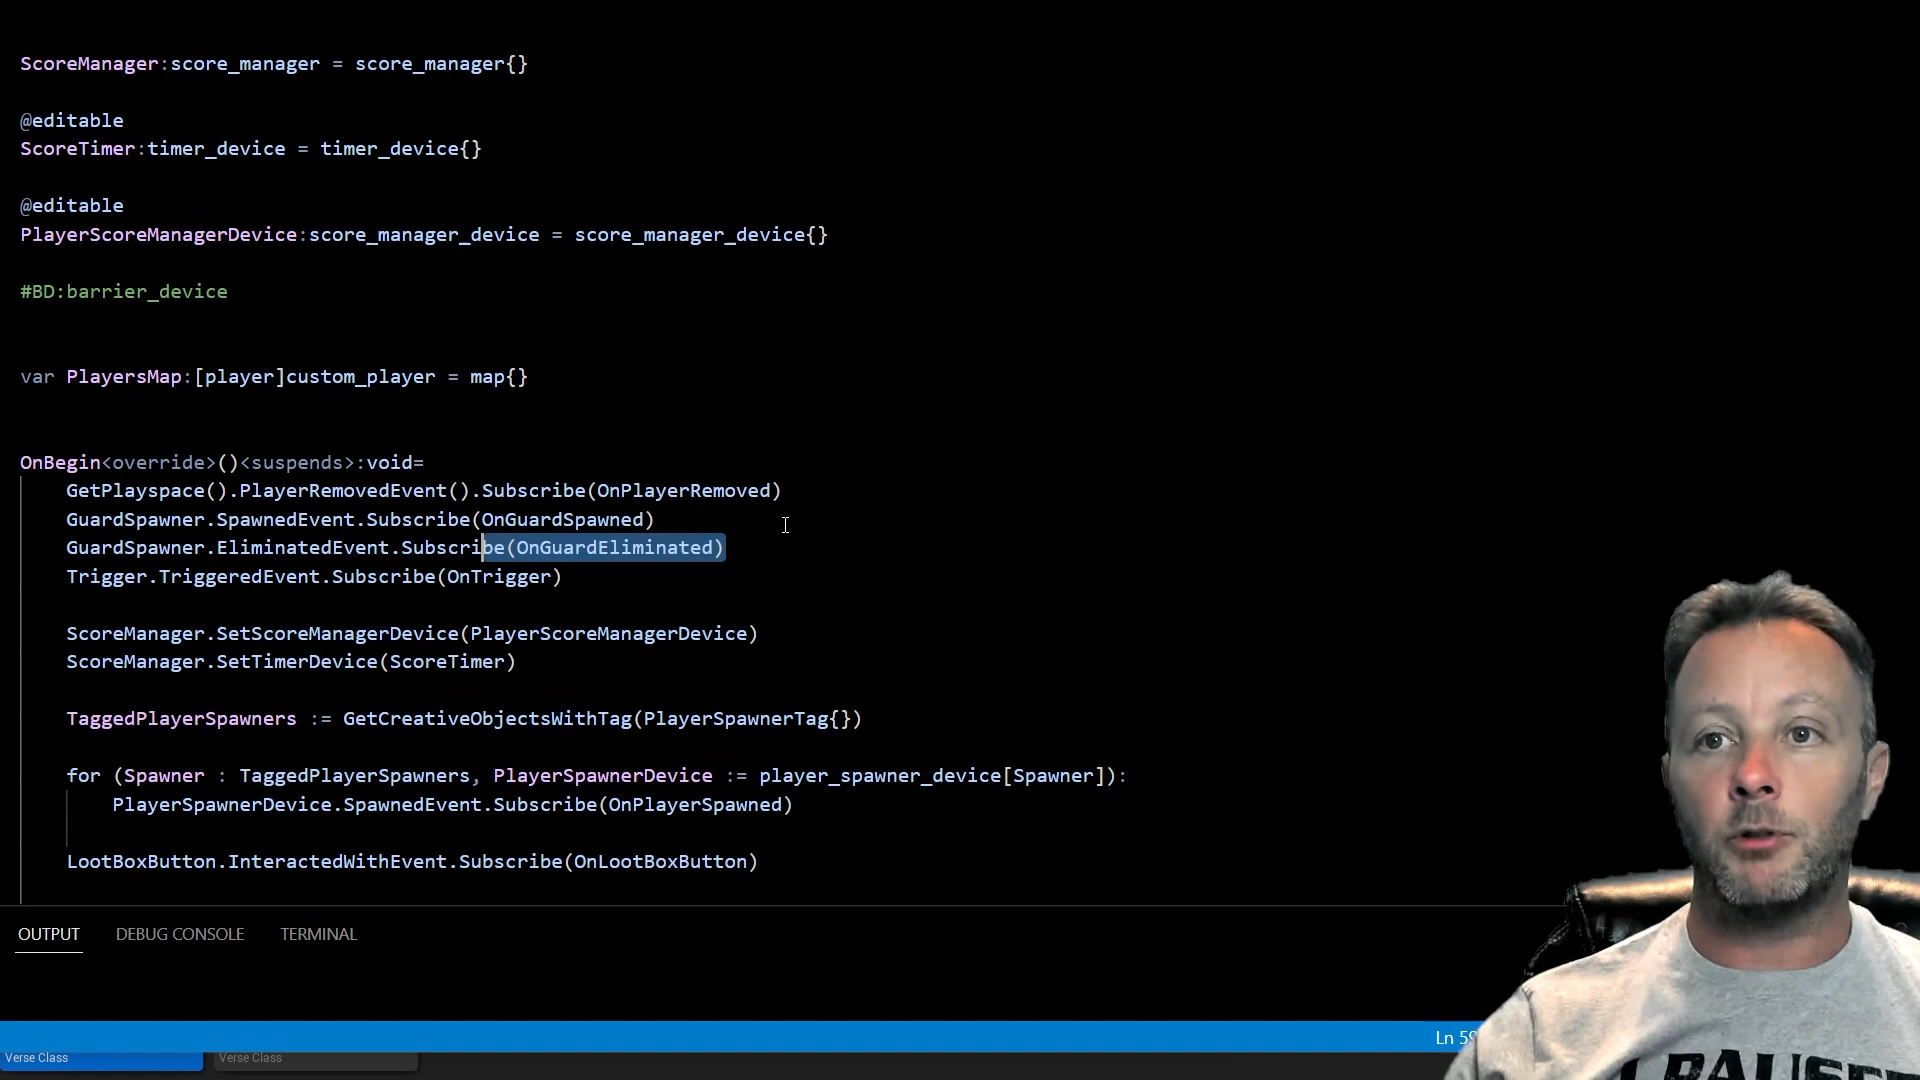 ScoreManager:score_manager = score_manager{}
@editable
ScoreTimer:timer_device = timer_device{}
@editable
PlayerScoreManagerDevice:score_manager_device = score_manager_device{}
#BD:barrier_device
var PlayersMap:[player]custom_player = map{}
OnBegin<override>()<suspends>:void=
GetPlayspace().PlayerRemovedEvent().Subscribe(OnPlayerRemoved)
GuardSpawner.SpawnedEvent.Subscribe(OnGuardSpawned)
GuardSpawner.EliminatedEvent.Subscribe(OnGuardEliminated)
Trigger.TriggeredEvent.Subscribe(OnTrigger)
ScoreManager.SetScoreManagerDevice(PlayerScoreManagerDevice)
ScoreManager.SetTimerDevice(ScoreTimer)
TaggedPlayerSpawners := GetCreativeObjectsWithTag(PlayerSpawnerTag{})
for (Spawner : TaggedPlayerSpawners, PlayerSpawnerDevice := player_spawner_device[Spawner]):
PlayerSpawnerDevice.SpawnedEvent.Subscribe(OnPlayerSpawned)
LootBoxButton.InteractedWithEvent.Subscribe(OnLootBoxButton)
OUTPUT DEBUG CONSOLE TERMINAL
Ln
Verse Class Verse Class